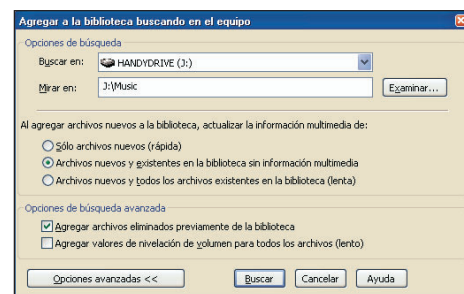 Agregar a la biblioteca buscando en el equipo
Opciones de búsqueda
Buscar en:
HANDYDRIVE (J:)
Mirar en:
J:\Music
Examinar...
Al agregar archivos nuevos a la biblioteca, actualizar la información multimedia de:
Sólo archivos nuevos (rápida)
Archivos nuevos y existentes en la biblioteca sin información multimedia
Archivos nuevos y todos los archivos existentes en la biblioteca (lenta)
Opciones de búsqueda avanzada
Agregar archivos eliminados previamente de la biblioteca
Agregar valores de nivelación de volumen para todos los archivos (lento)
Opciones avanzadas <<
Buscar
Cancelar
Ayuda